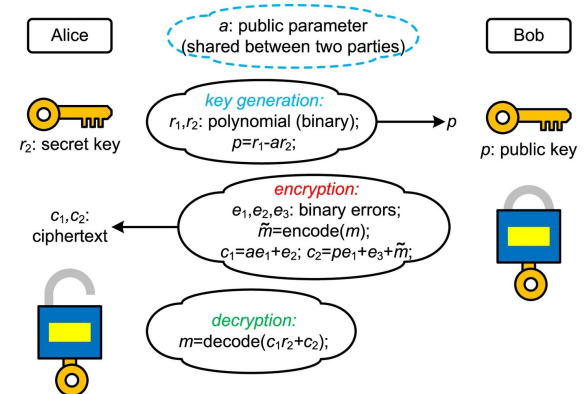 Alice
a: public parameter
(shared between two parties)
Bob
key generation:
r₁,r₂: polynomial (binary);
p=r₁-ar₂;
p
r₂: secret key
p: public key
encryption:
e₁,e₂,e₃: binary errors;
m̃=encode(m);
c₁=ae₁+e₂; c₂=pe₁+e₃+m̃;
c₁,c₂:
ciphertext
decryption:
m=decode(c₁r₂+c₂);